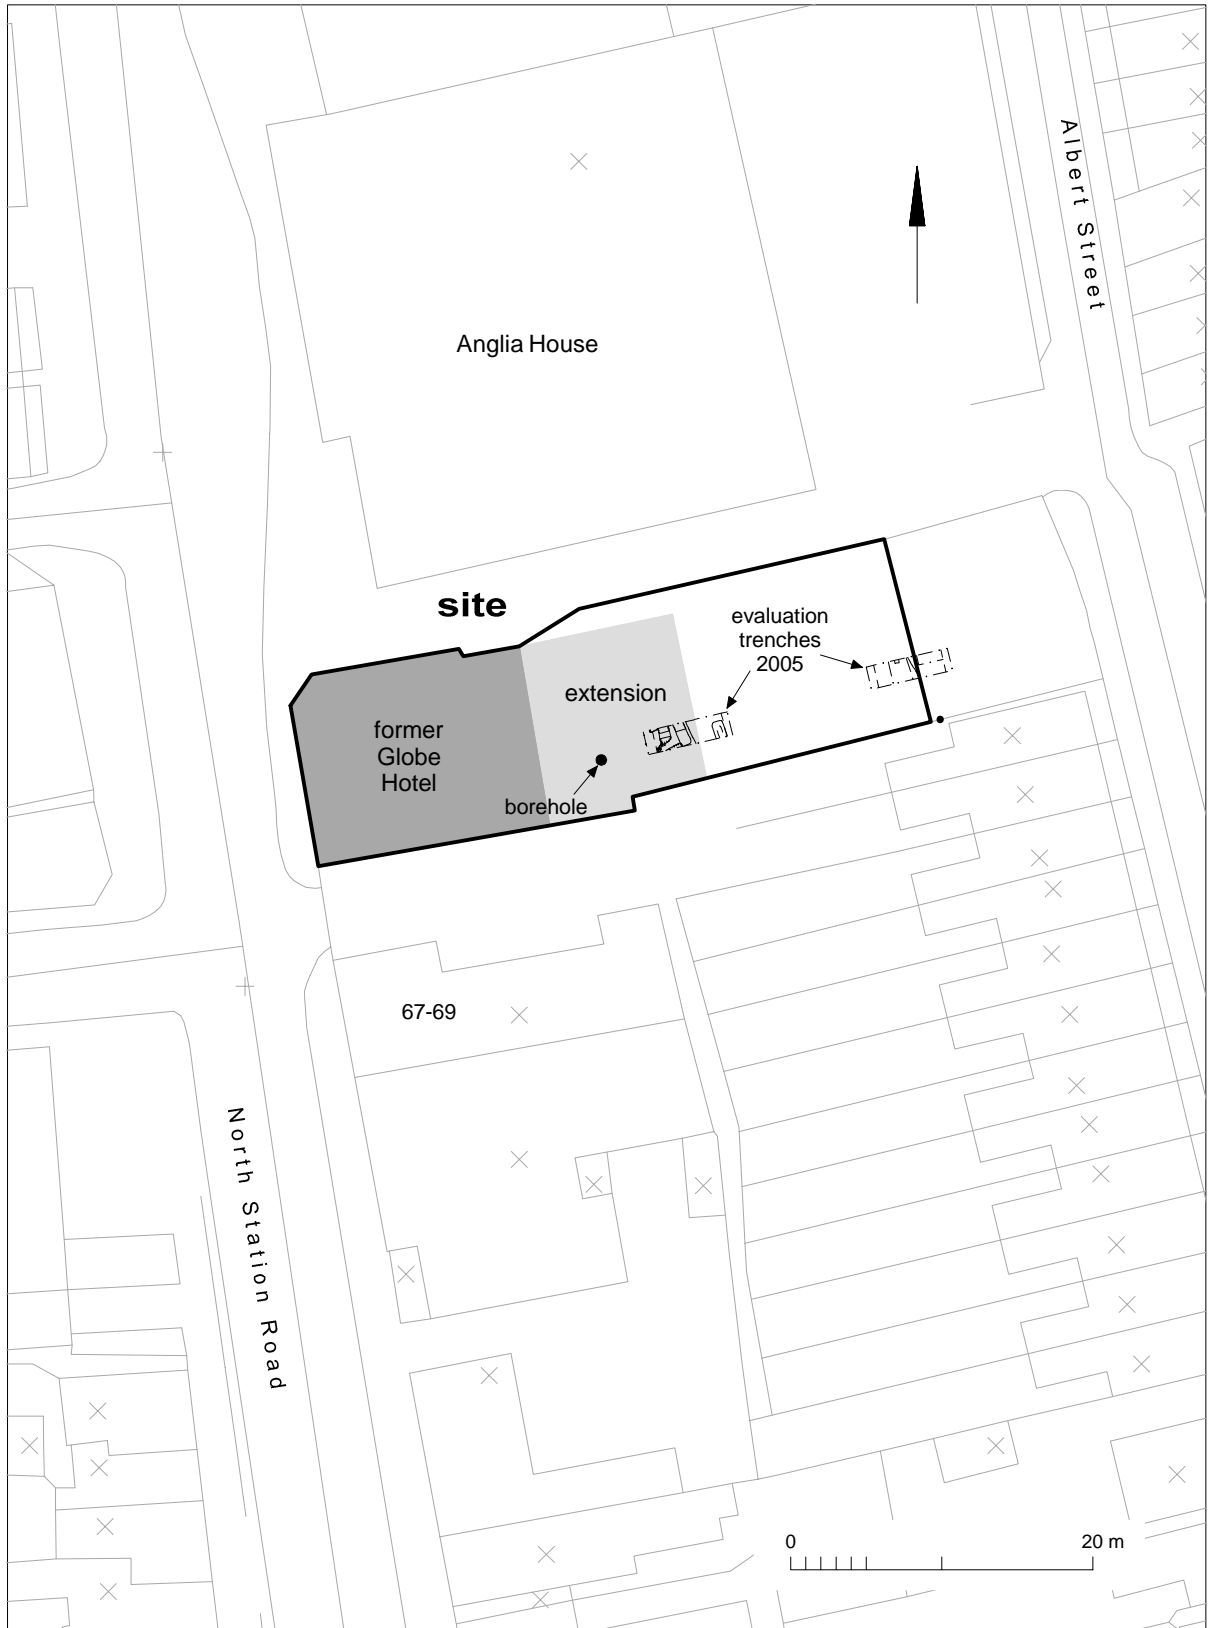 Albert Street
Anglia House
site
evaluation
trenches
2005
extension
former
Globe
Hotel
borehole
67-69
North Station Road
0 20 m